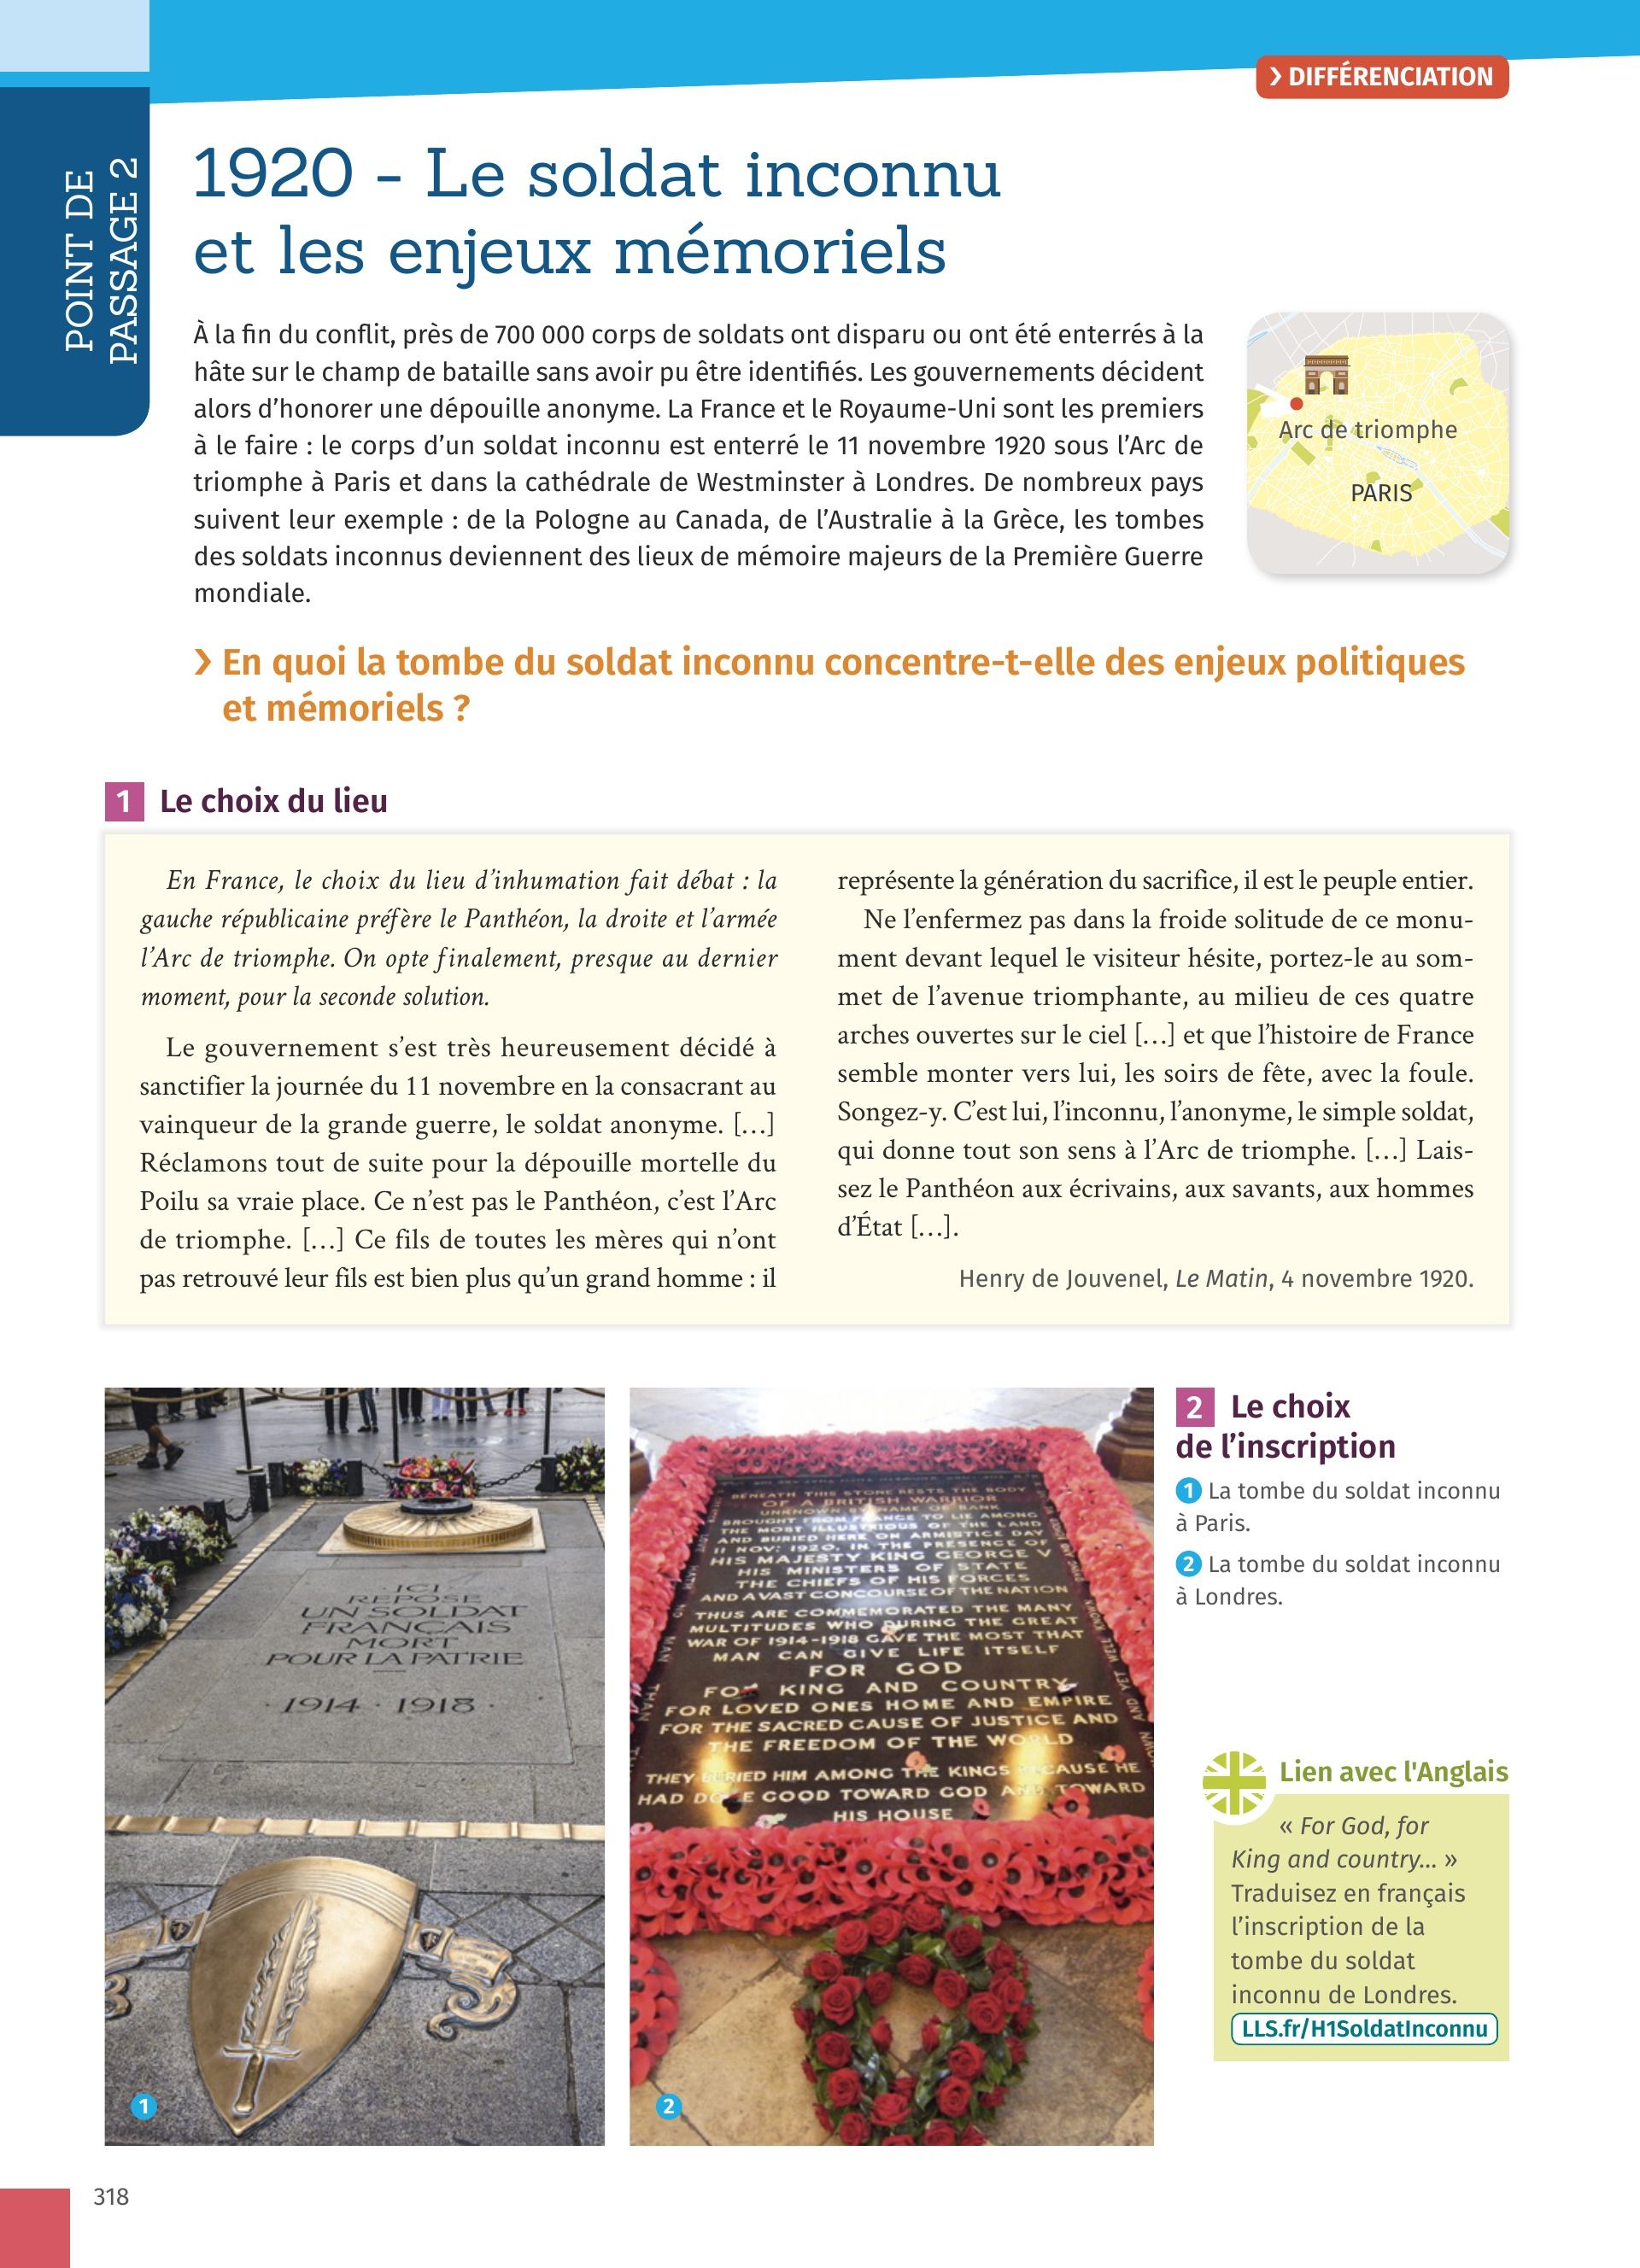 › DIFFÉRENCIATION
POINT DE
PASSAGE 2
1920 - Le soldat inconnu
et les enjeux mémoriels
À la fin du conflit, près de 700 000 corps de soldats ont disparu ou ont été enterrés à la
hâte sur le champ de bataille sans avoir pu être identifiés. Les gouvernements décident
alors d’honorer une dépouille anonyme. La France et le Royaume-Uni sont les premiers
à le faire : le corps d’un soldat inconnu est enterré le 11 novembre 1920 sous l’Arc de
triomphe à Paris et dans la cathédrale de Westminster à Londres. De nombreux pays
suivent leur exemple : de la Pologne au Canada, de l’Australie à la Grèce, les tombes
des soldats inconnus deviennent des lieux de mémoire majeurs de la Première Guerre
mondiale.
Arc de triomphe
PARIS
› En quoi la tombe du soldat inconnu concentre-t-elle des enjeux politiques
et mémoriels ?
1 Le choix du lieu
En France, le choix du lieu d’inhumation fait débat : la
gauche républicaine préfère le Panthéon, la droite et l’armée
l’Arc de triomphe. On opte finalement, presque au dernier
moment, pour la seconde solution.
Le gouvernement s’est très heureusement décidé à
sanctifier la journée du 11 novembre en la consacrant au
vainqueur de la grande guerre, le soldat anonyme. […]
Réclamons tout de suite pour la dépouille mortelle du
Poilu sa vraie place. Ce n’est pas le Panthéon, c’est l’Arc
de triomphe. […] Ce fils de toutes les mères qui n’ont
pas retrouvé leur fils est bien plus qu’un grand homme : il
représente la génération du sacrifice, il est le peuple entier.
Ne l’enfermez pas dans la froide solitude de ce monu-
ment devant lequel le visiteur hésite, portez-le au som-
met de l’avenue triomphante, au milieu de ces quatre
arches ouvertes sur le ciel […] et que l’histoire de France
semble monter vers lui, les soirs de fête, avec la foule.
Songez-y. C’est lui, l’inconnu, l’anonyme, le simple soldat,
qui donne tout son sens à l’Arc de triomphe. […] Lais-
sez le Panthéon aux écrivains, aux savants, aux hommes
d’État […].
Henry de Jouvenel, Le Matin, 4 novembre 1920.
ICI
REPOSE
UN SOLDAT
FRANÇAIS
MORT
POUR LA PATRIE
1914 · 1918
1
BENEATH THIS STONE RESTS THE BODY
OF A BRITISH WARRIOR
UNKNOWN BY NAME OR RANK
BROUGHT FROM FRANCE TO LIE AMONG
THE MOST ILLUSTRIOUS OF THE LAND
AND BURIED HERE ON ARMISTICE DAY
11 NOV: 1920, IN THE PRESENCE OF
HIS MAJESTY KING GEORGE V
HIS MINISTERS OF STATE
THE CHIEFS OF HIS FORCES
AND A VAST CONCOURSE OF THE NATION
THUS ARE COMMEMORATED THE MANY
MULTITUDES WHO DURING THE GREAT
WAR OF 1914-1918 GAVE THE MOST THAT
MAN CAN GIVE LIFE ITSELF
FOR GOD
FOR KING AND COUNTRY
FOR LOVED ONES HOME AND EMPIRE
FOR THE SACRED CAUSE OF JUSTICE AND
THE FREEDOM OF THE WORLD
THEY BURIED HIM AMONG THE KINGS BECAUSE HE
HAD DONE GOOD TOWARD GOD AND TOWARD
HIS HOUSE
2
2 Le choix
de l’inscription
1 La tombe du soldat inconnu
à Paris.
2 La tombe du soldat inconnu
à Londres.
Lien avec l'Anglais
« For God, for
King and country... »
Traduisez en français
l’inscription de la
tombe du soldat
inconnu de Londres.
LLS.fr/H1SoldatInconnu
318